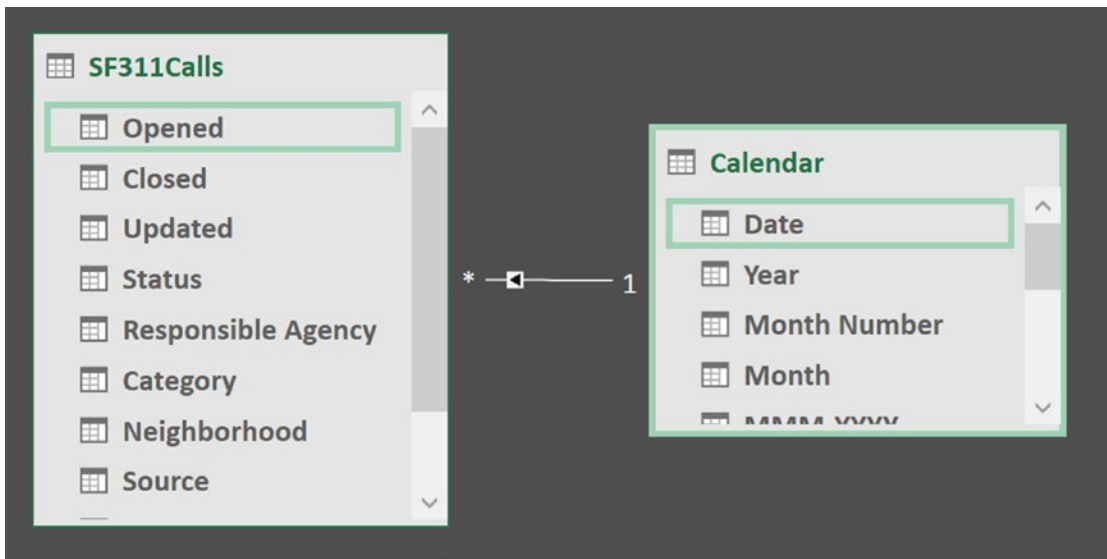 SF311Calls
Opened
Closed
Updated
Status
Responsible Agency
Category
Neighborhood
Source
* 1
Calendar
Date
Year
Month Number
Month